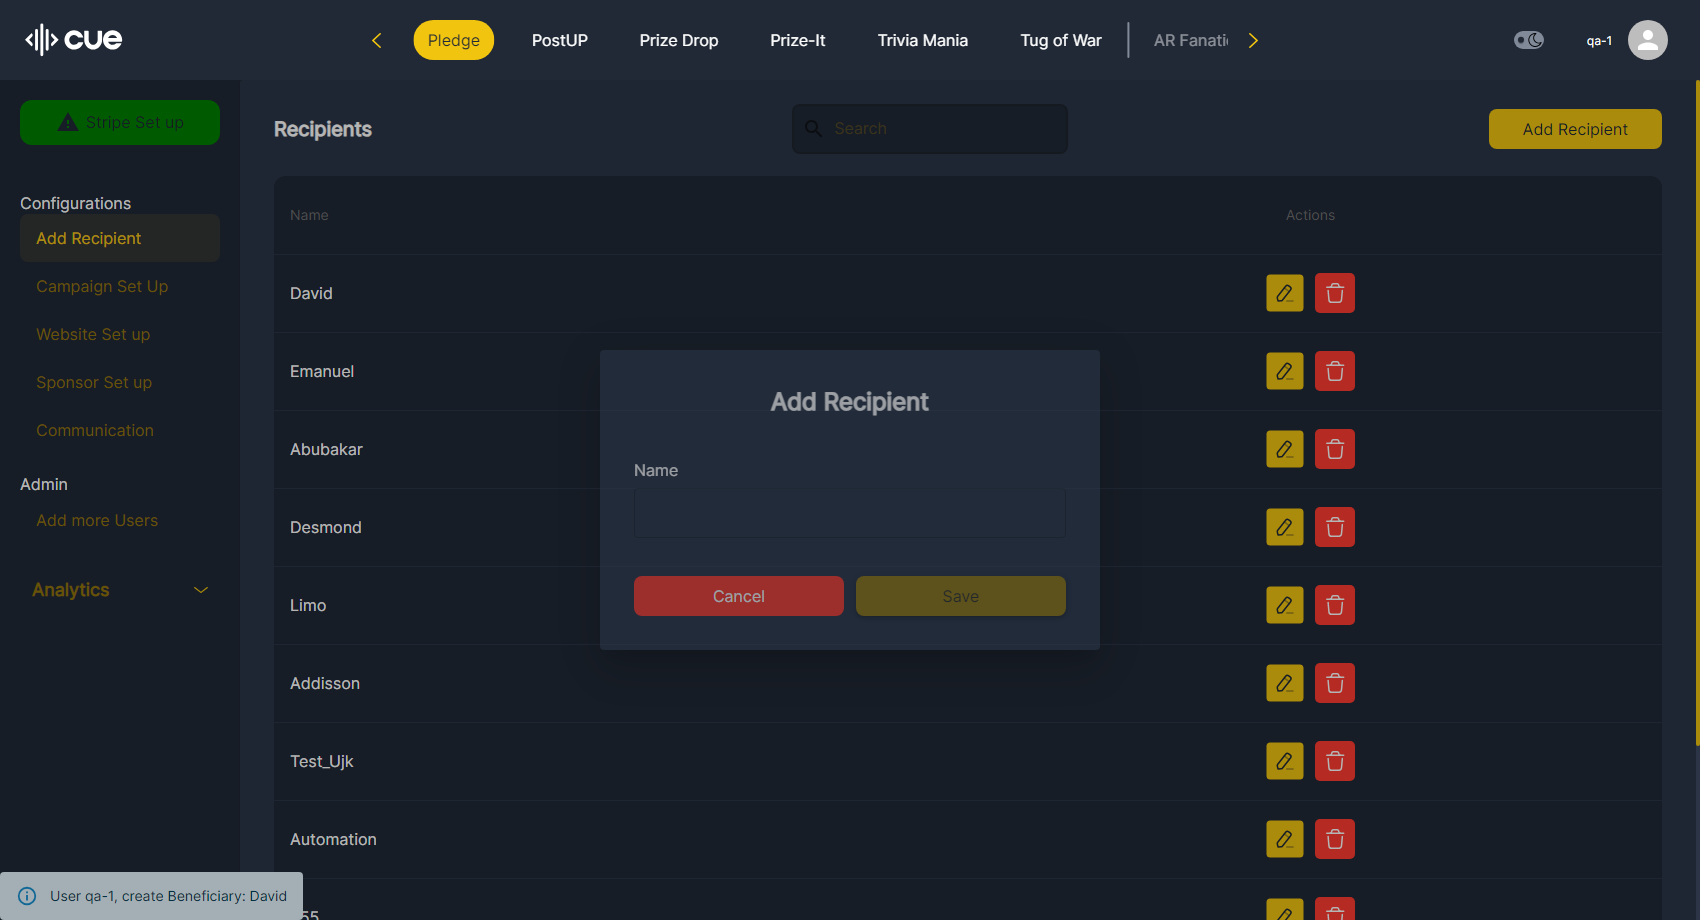 cue
Pledge
PostUP
Prize Drop
Prize-It
Trivia Mania
Tug of War
AR Fanati
qa-1
Stripe Set up
Configurations
Add Recipient
Campaign Set Up
Website Set up
Sponsor Set up
Communication
Admin
Add more Users
Analytics
Recipients
Search
Add Recipient
Name
Actions
David
Emanuel
Abubakar
Desmond
Limo
Addisson
Test_Ujk
Automation
Add Recipient
Name
Cancel
Save
User qa-1, create Beneficiary: David